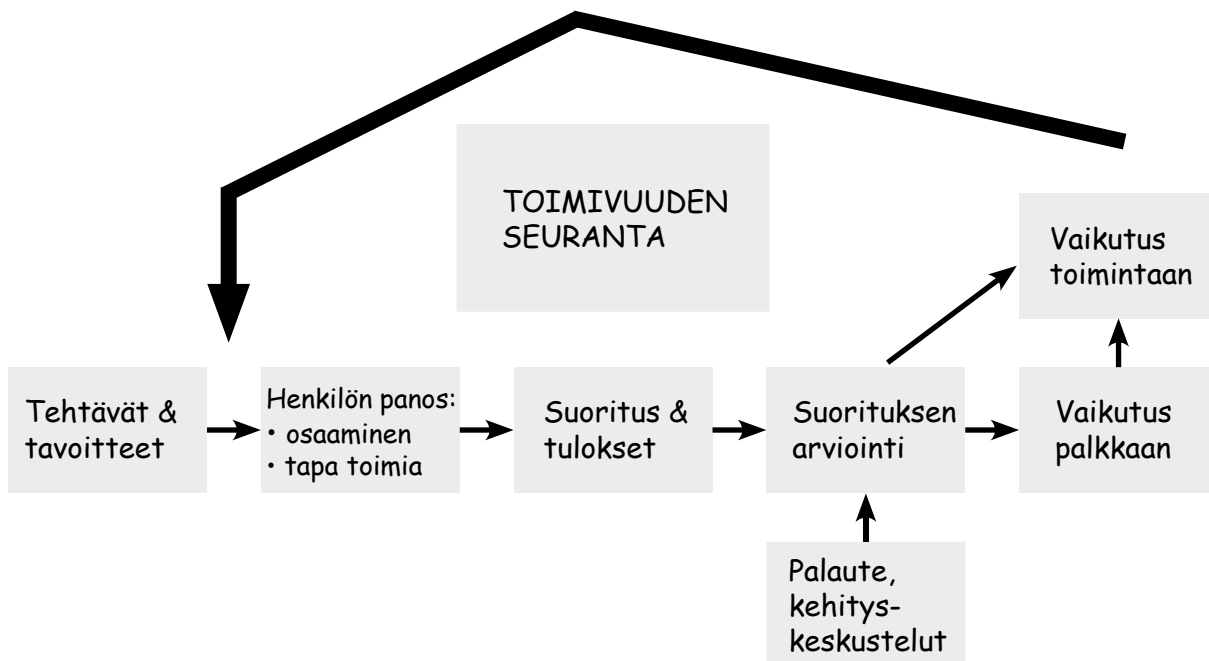 TOIMIVUUDEN
SEURANTA
Vaikutus
toimintaan
Tehtävät &
tavoitteet
Henkilön panos:
• osaaminen
• tapa toimia
Suoritus &
tulokset
Suorituksen
arviointi
Vaikutus
palkkaan
Palaute,
kehitys-
keskustelut